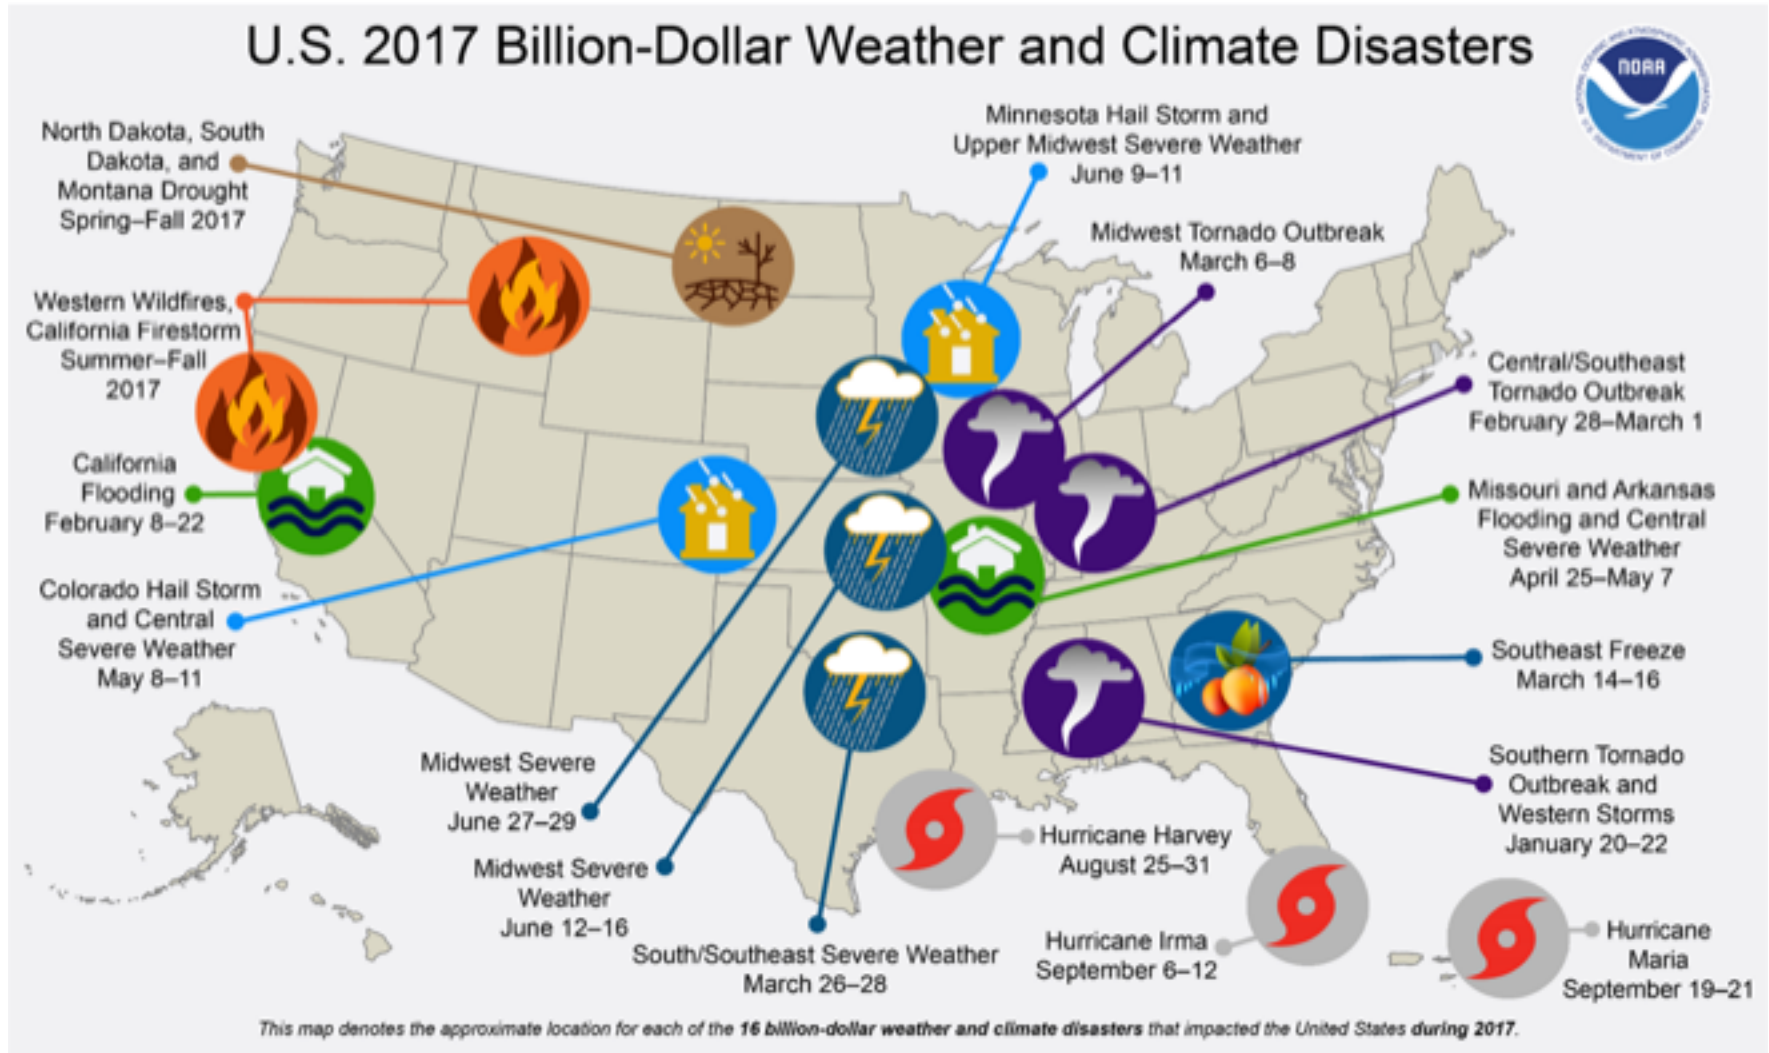 U.S. 2017 Billion-Dollar Weather and Climate Disasters
NOAA
North Dakota, South
Dakota, and
Montana Drought
Spring–Fall 2017
Minnesota Hail Storm and
Upper Midwest Severe Weather
June 9–11
Midwest Tornado Outbreak
March 6–8
Western Wildfires,
California Firestorm
Summer–Fall
2017
Central/Southeast
Tornado Outbreak
February 28–March 1
California
Flooding
February 8–22
Missouri and Arkansas
Flooding and Central
Severe Weather
April 25–May 7
Colorado Hail Storm
and Central
Severe Weather
May 8–11
Southeast Freeze
March 14–16
Midwest Severe
Weather
June 27–29
Southern Tornado
Outbreak and
Western Storms
January 20–22
Midwest Severe
Weather
June 12–16
Hurricane Harvey
August 25–31
South/Southeast Severe Weather
March 26–28
Hurricane Irma
September 6–12
Hurricane
Maria
September 19–21
This map denotes the approximate location for each of the 16 billion-dollar weather and climate disasters that impacted the United States during 2017.